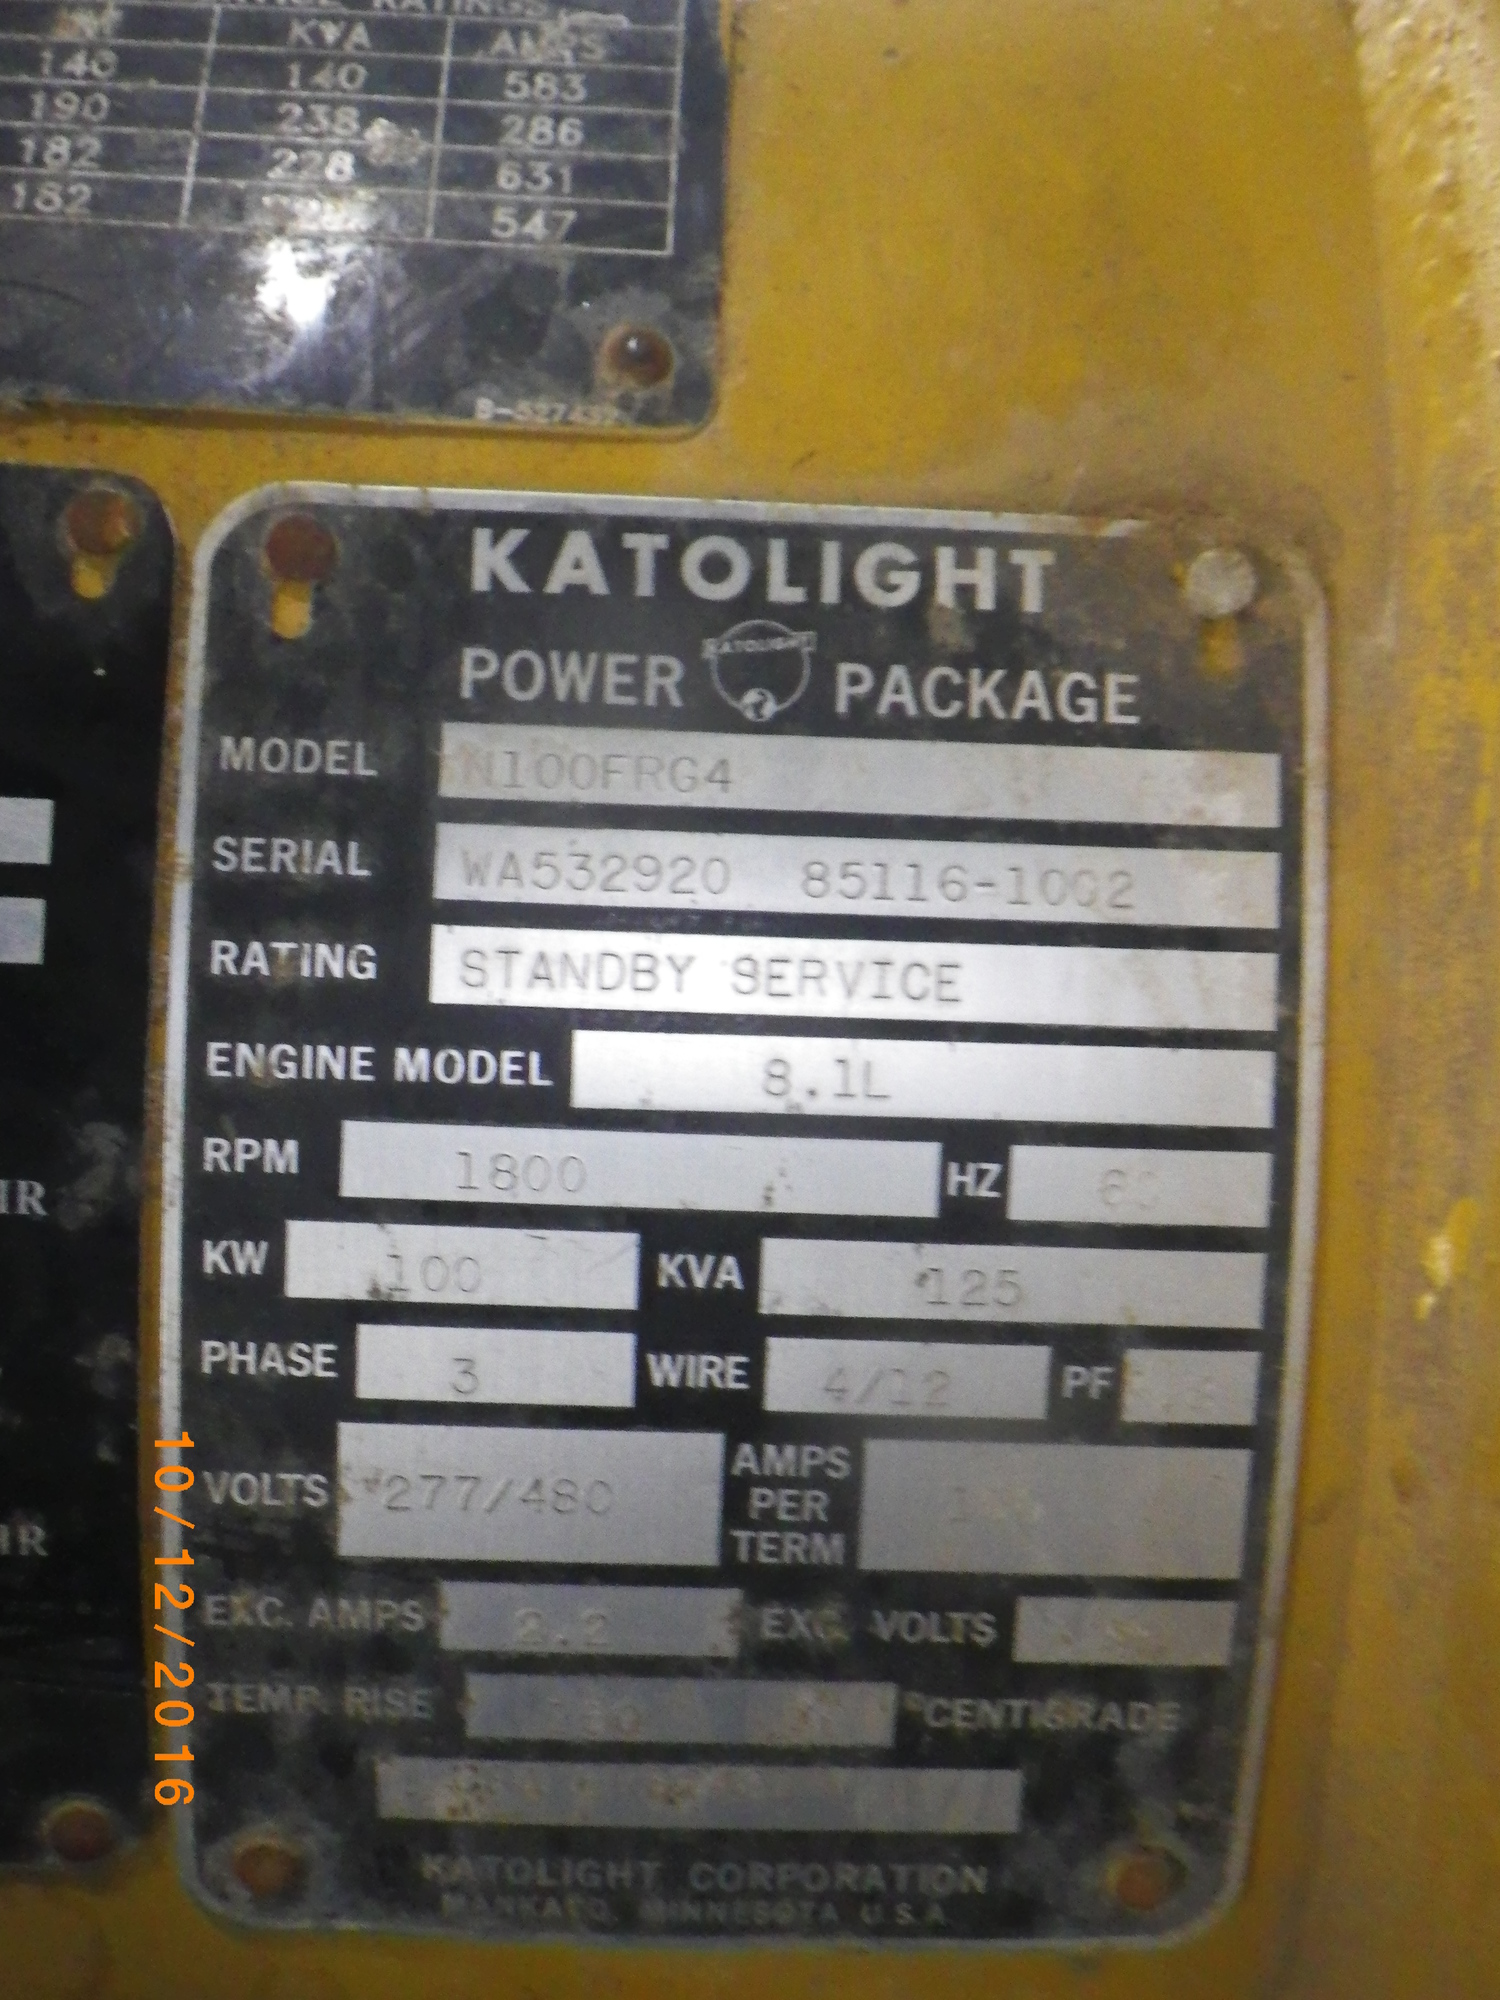 RATINGS
KVA AMPS
140 140 583
190 238 286
182 228 631
182 547
KATOLIGHT
POWER KATOLIGHT PACKAGE
MODEL N100FRG4
SERIAL WA532920 85116-1002
RATING STANDBY SERVICE
ENGINE MODEL 8.1L
RPM 1800 HZ 60
KW 100 KVA 125
PHASE 3 WIRE 4/12 PF
VOLTS 277/480 AMPS PER TERM
EXC. AMPS 2.2 EXC. VOLTS
TEMP. RISE °CENTIGRADE
KATOLIGHT CORPORATION
MANKATO, MINNESOTA U.S.A.
10/12/2016